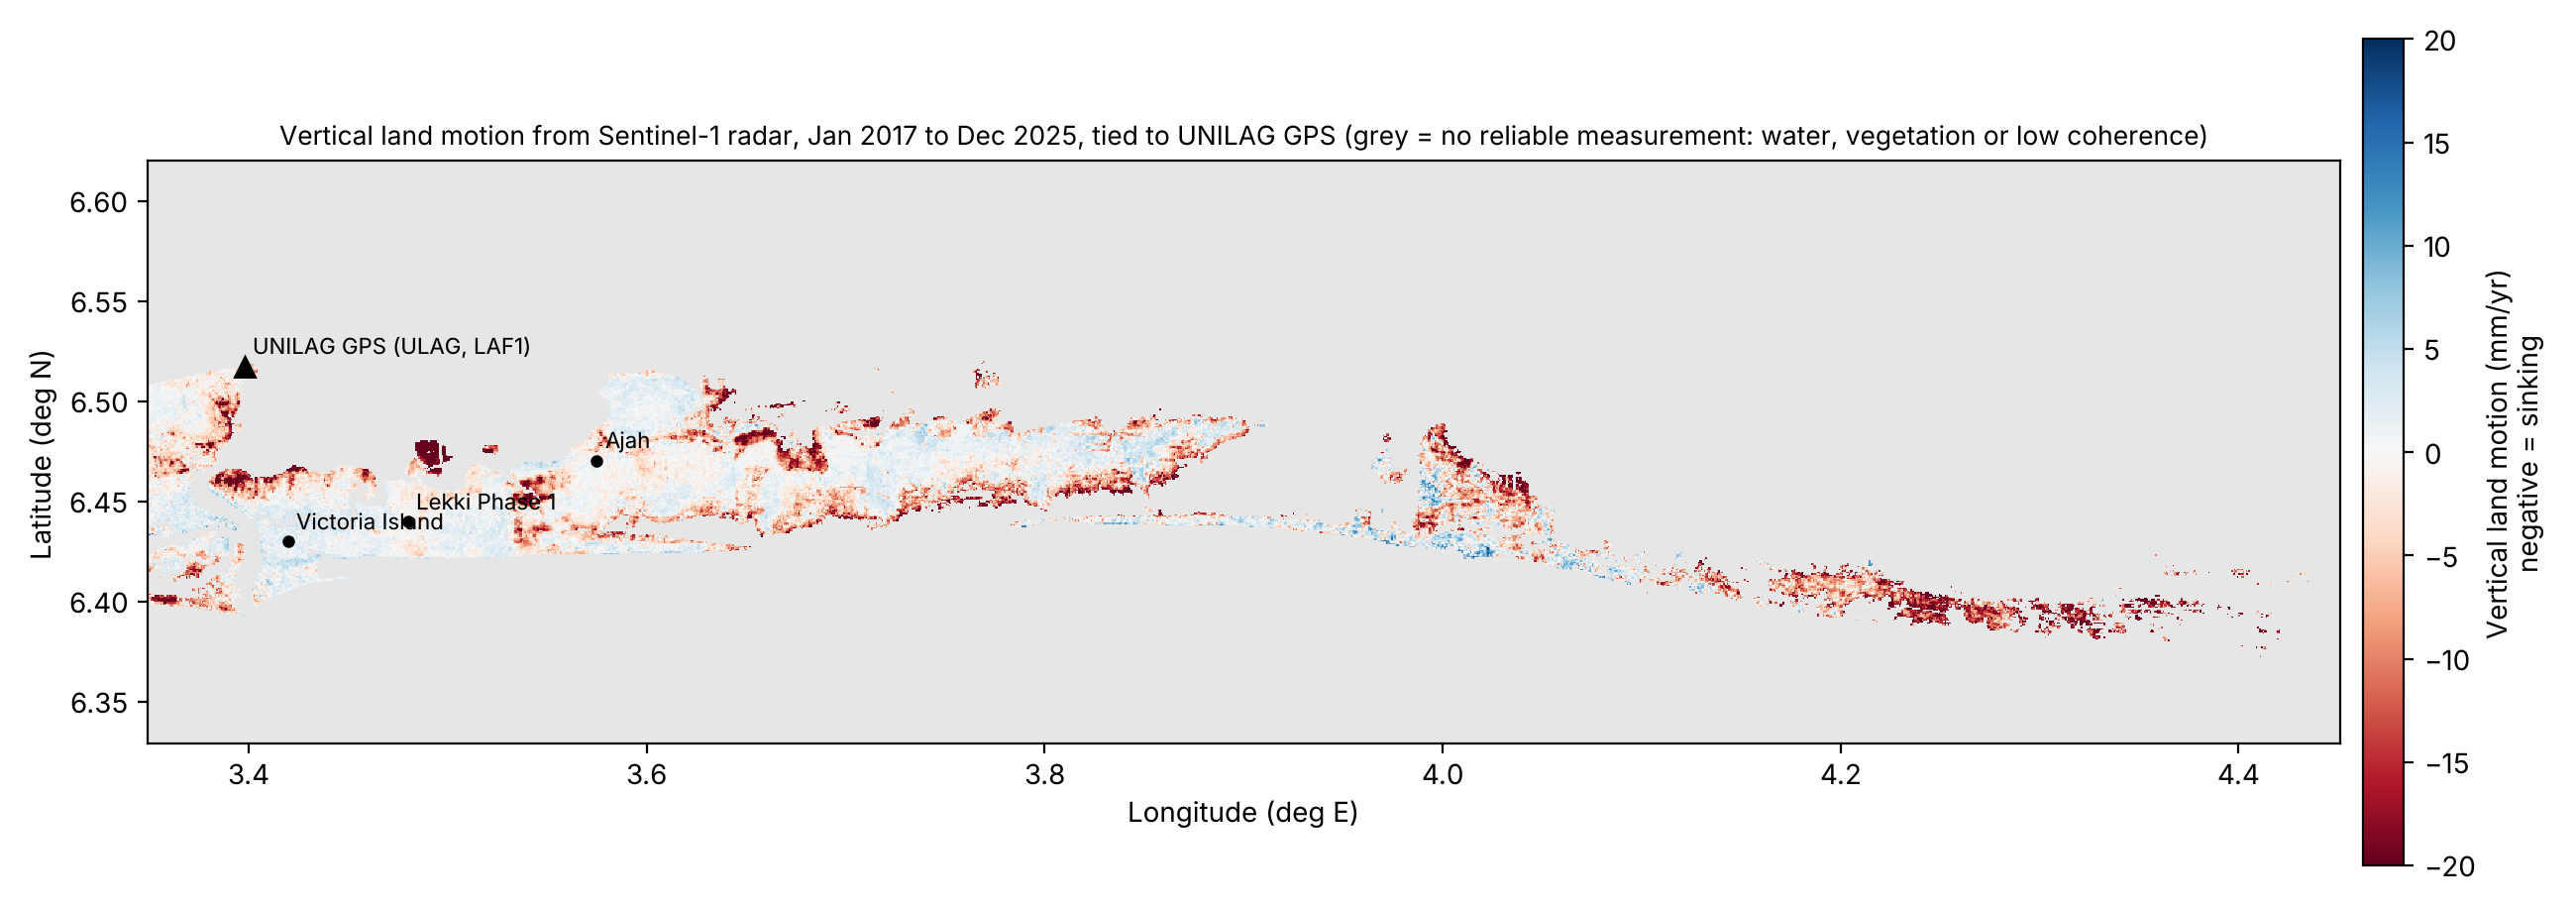 Vertical land motion from Sentinel-1 radar, Jan 2017 to Dec 2025, tied to UNILAG GPS (grey = no reliable measurement: water, vegetation or low coherence)
6.60
6.55
6.50
6.45
6.40
6.35
Latitude (deg N)
UNILAG GPS (ULAG, LAF1)
Ajah
Lekki Phase 1
Victoria Island
3.4
3.6
3.8
4.0
4.2
4.4
Longitude (deg E)
20
15
10
5
0
−5
−10
−15
−20
Vertical land motion (mm/yr)
negative = sinking